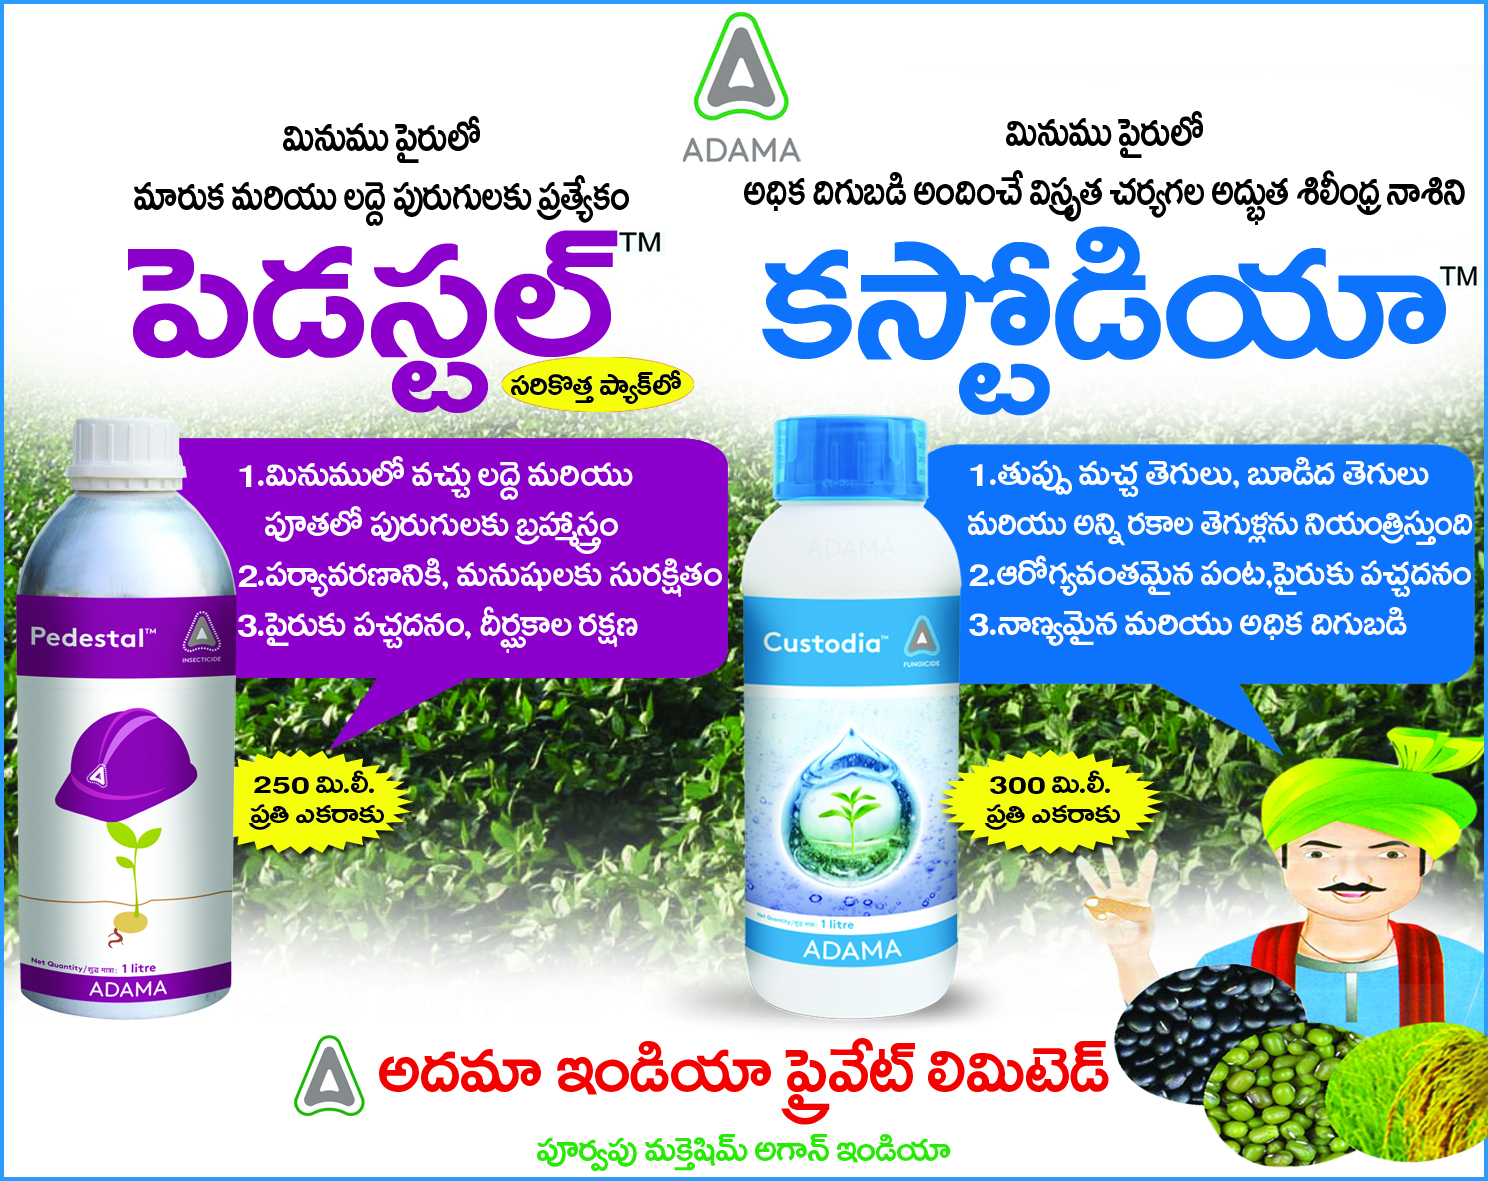 ADAMA
మినుము పైరులో
మారుక మరియు లద్దె పురుగులకు ప్రత్యేకం
పెడస్టల్™
సరికొత్త ప్యాక్‌లో
1.మినుములో వచ్చు లద్దె మరియు
పూతలో పురుగులకు బ్రహ్మాస్త్రం
2.పర్యావరణానికి, మనుషులకు సురక్షితం
3.పైరుకు పచ్చదనం, దీర్ఘకాల రక్షణ
Pedestal™
INSECTICIDE
250 మి.లీ.
ప్రతి ఎకరాకు
Net Quantity/शुद्ध मात्रा: 1 litre
ADAMA
మినుము పైరులో
అధిక దిగుబడి అందించే విస్తృత చర్యగల అద్భుత శిలీంధ్ర నాశిని
కస్టోడియా™
1.తుప్పు మచ్చ తెగులు, బూడిద తెగులు
మరియు అన్ని రకాల తెగుళ్లను నియంత్రిస్తుంది
2.ఆరోగ్యవంతమైన పంట,పైరుకు పచ్చదనం
3.నాణ్యమైన మరియు అధిక దిగుబడి
ADAMA
Custodia™
FUNGICIDE
300 మి.లీ.
ప్రతి ఎకరాకు
Net Quantity/शुद्ध मात्रा: 1 litre
ADAMA
అదమా ఇండియా ప్రైవేట్ లిమిటెడ్
పూర్వపు మక్తెషిమ్ అగాన్ ఇండియా